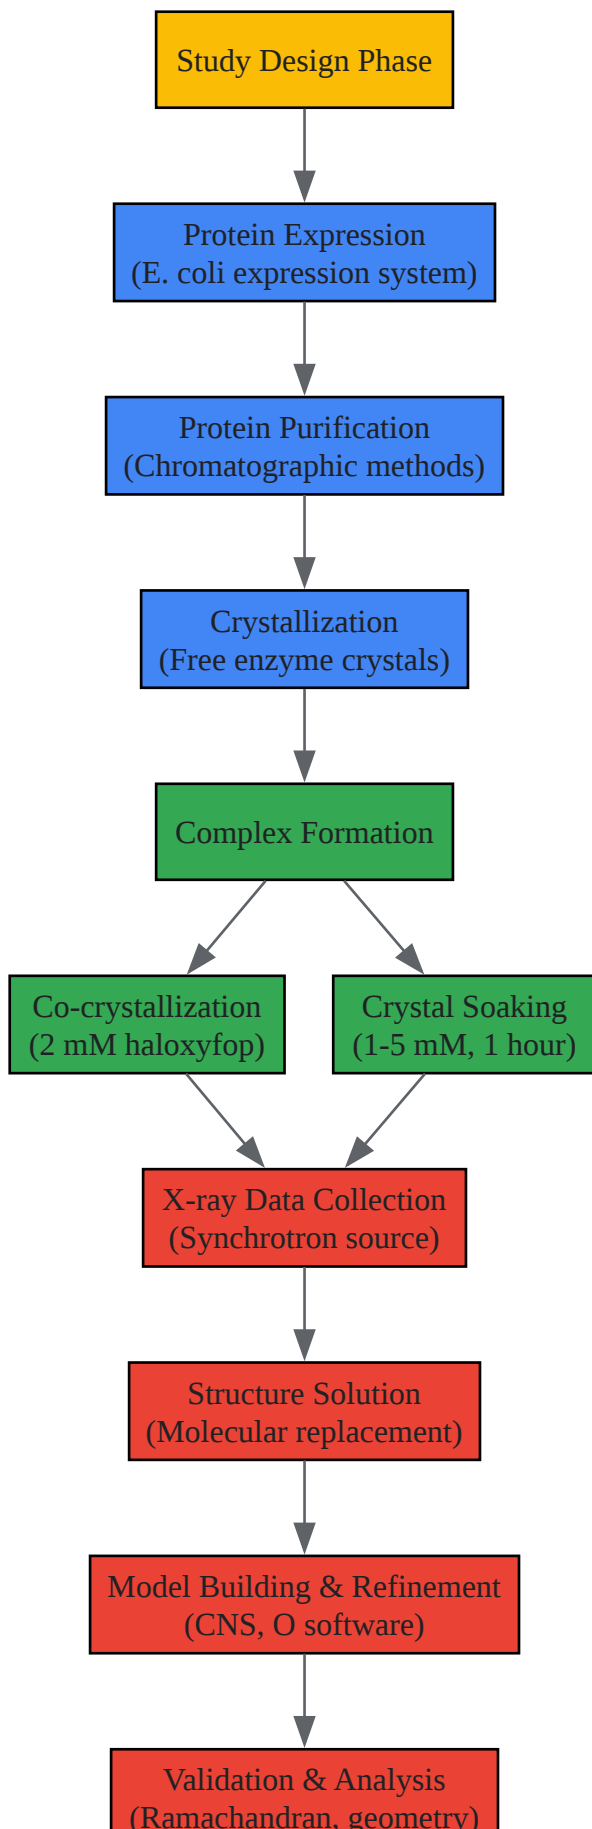 Study Design Phase
Protein Expression
(E. coli expression system)
Protein Purification
(Chromatographic methods)
Crystallization
(Free enzyme crystals)
Complex Formation
Co-crystallization
(2 mM haloxyfop)
Crystal Soaking
(1-5 mM, 1 hour)
X-ray Data Collection
(Synchrotron source)
Structure Solution
(Molecular replacement)
Model Building & Refinement
(CNS, O software)
Validation & Analysis
(Ramachandran, geometry)